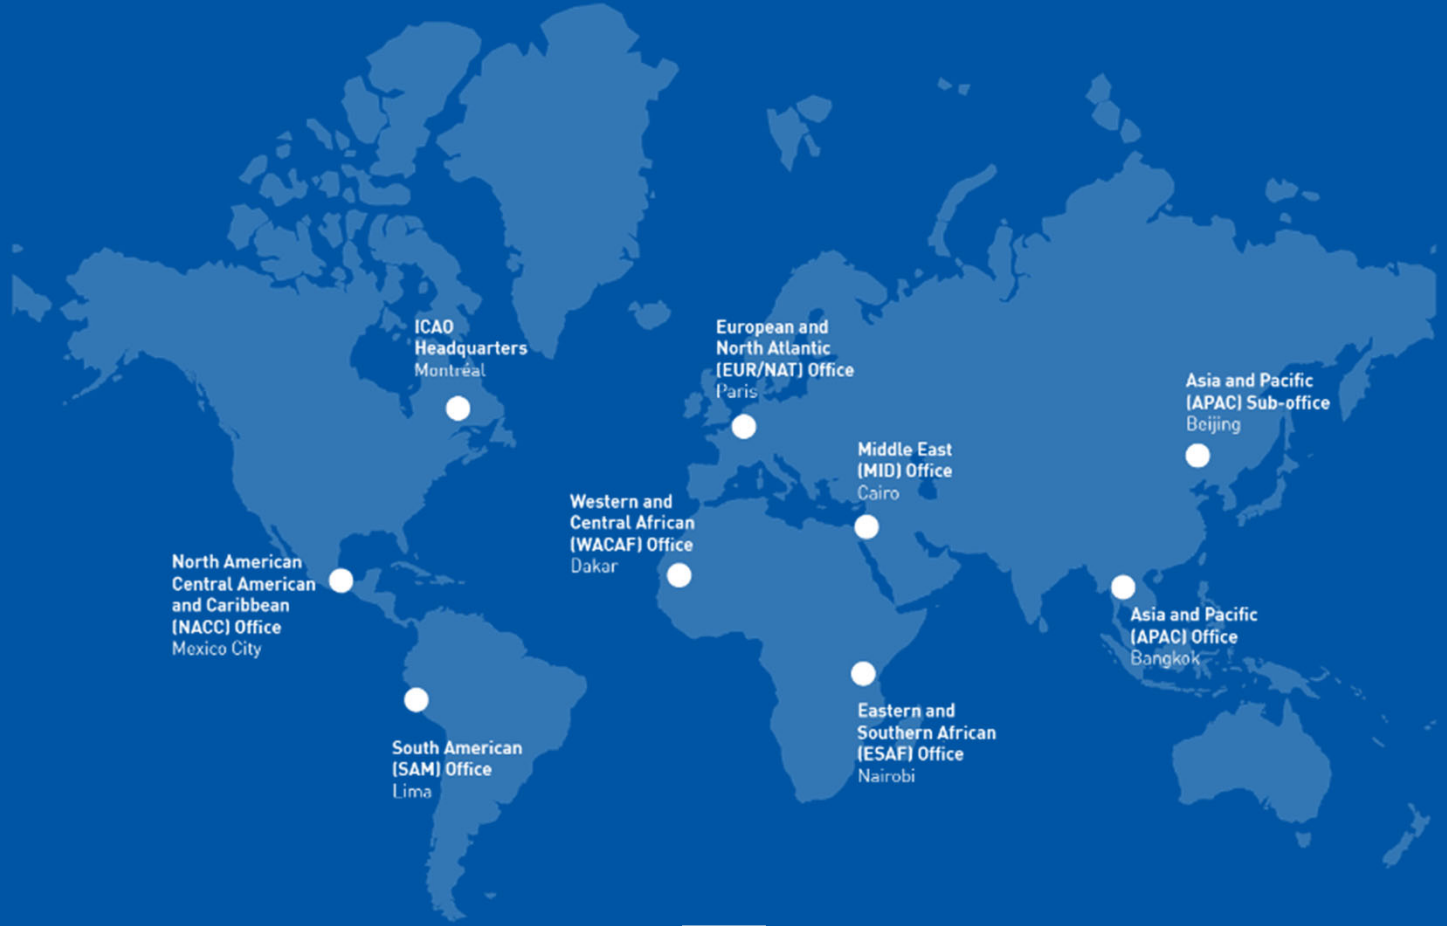 ICAO
Headquarters
Montréal
European and
North Atlantic
(EUR/NAT) Office
Paris
Asia and Pacific
(APAC) Sub-office
Beijing
Middle East
(MID) Office
Cairo
Western and
Central African
(WACAF) Office
Dakar
North American
Central American
and Caribbean
(NACC) Office
Mexico City
Asia and Pacific
(APAC) Office
Bangkok
South American
(SAM) Office
Lima
Eastern and
Southern African
(ESAF) Office
Nairobi